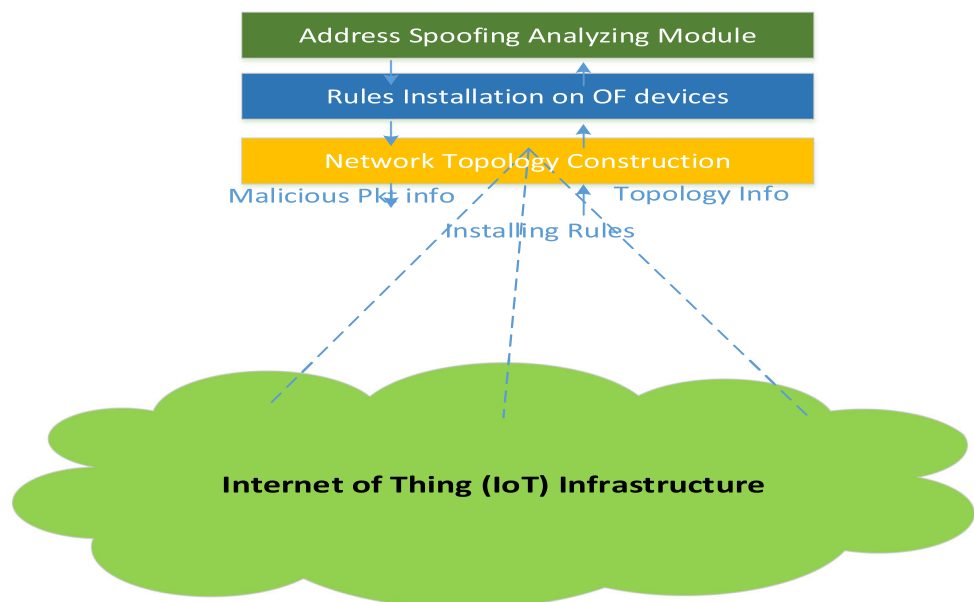 Address Spoofing Analyzing Module
Rules Installation on OF devices
Network Topology Construction
Malicious Pkt info
Topology Info
Installing Rules
Internet of Thing (IoT) Infrastructure